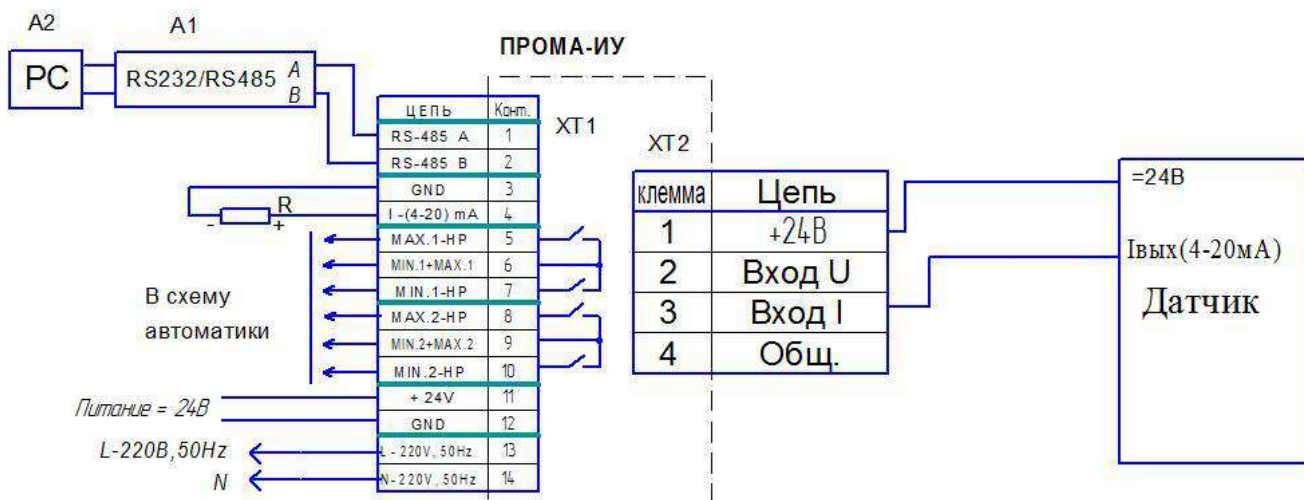 A2
A1
ПРОМА-ИУ
PC
RS232/RS485
A
B
ЦЕПЬ Конт.
RS-485 A 1
RS-485 B 2
GND 3
I-(4-20) mA 4
MAX.1-HP 5
MIN.1+MAX.1 6
MIN.1-HP 7
MAX.2-HP 8
MIN.2+MAX.2 9
MIN.2-HP 10
+ 24V 11
GND 12
L-220V, 50Hz 13
N-220V, 50Hz 14
XT1
R
- +
В схему
автоматики
Питание = 24В
L-220В,50Hz
N
XT2
клемма Цепь
1 +24В
2 Вход U
3 Вход I
4 Общ.
=24В
Iвых(4-20мА)
Датчик